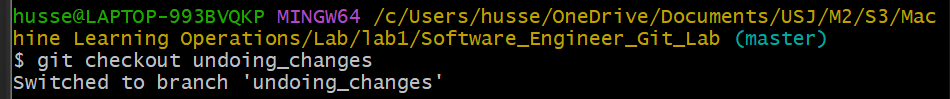 husse@LAPTOP-993BVQKP MINGW64 /c/Users/husse/OneDrive/Documents/USJ/M2/S3/Mac
hine Learning Operations/Lab/lab1/Software_Engineer_Git_Lab (master)
$ git checkout undoing_changes
Switched to branch 'undoing_changes'